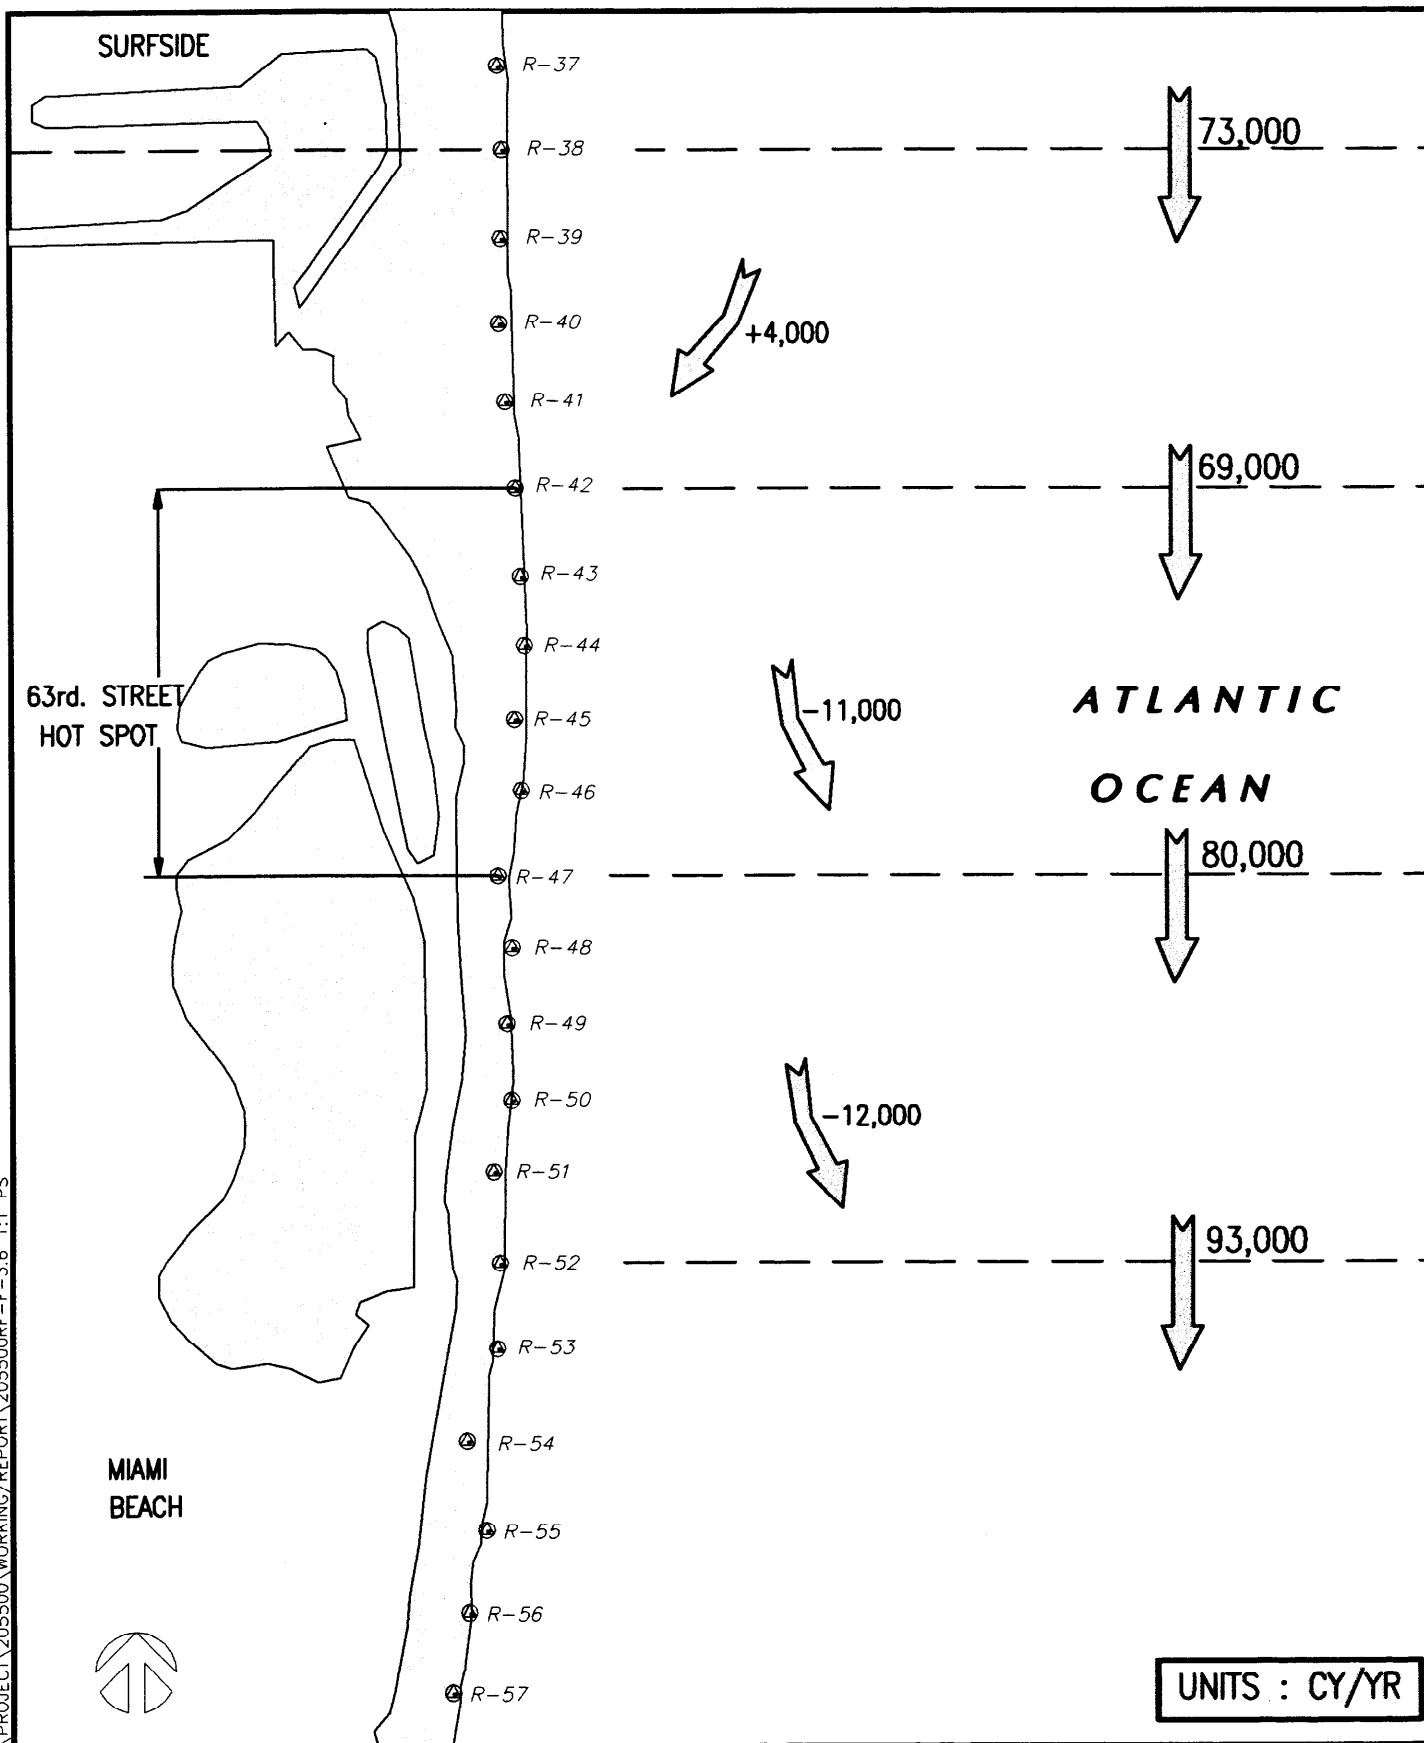 SURFSIDE
R-37
73,000
R-38
R-39
R-40
+4,000
R-41
69,000
R-42
R-43
R-44
63rd. STREET
HOT SPOT
R-45
-11,000
ATLANTIC
OCEAN
R-46
80,000
R-47
R-48
R-49
R-50
-12,000
R-51
93,000
R-52
R-53
R-54
MIAMI
BEACH
R-55
R-56
R-57
UNITS : CY/YR